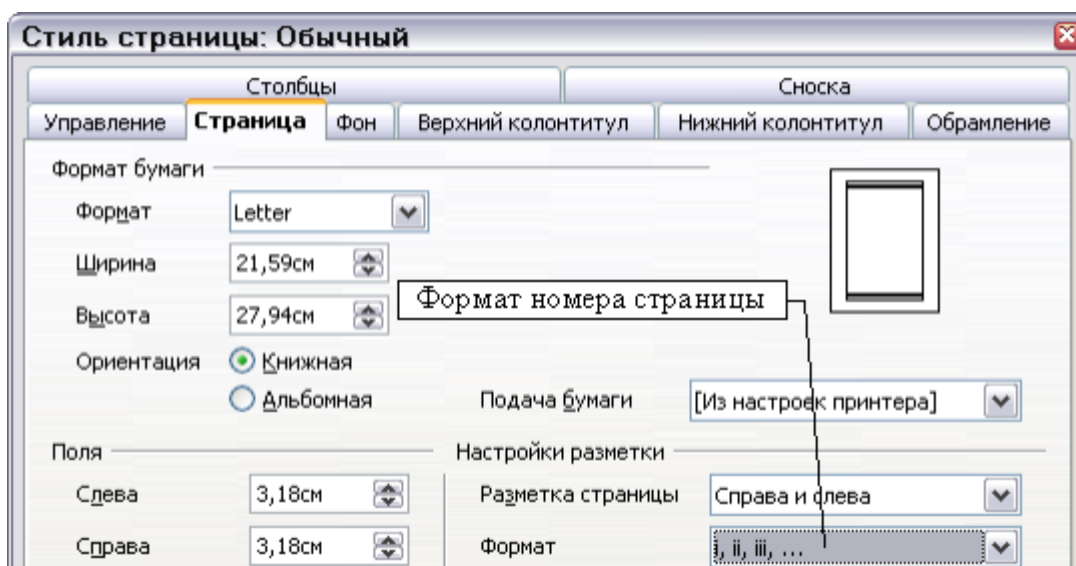 Стиль страницы: Обычный
Столбцы Сноска
Управление Страница Фон Верхний колонтитул Нижний колонтитул Обрамление
Формат бумаги
Формат Letter
Ширина 21,59см
Формат номера страницы
Высота 27,94см
Ориентация Книжная
Альбомная Подача бумаги [Из настроек принтера]
Поля Настройки разметки
Слева 3,18см Разметка страницы Справа и слева
Справа 3,18см Формат i, ii, iii, ...